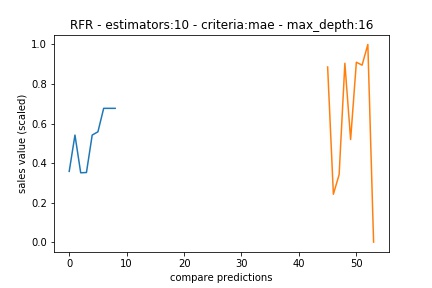 RFR - estimators:10 - criteria:mae - max_depth:16
1.0
0.8
0.6
0.4
0.2
0.0
sales value (scaled)
0 10 20 30 40 50
compare predictions